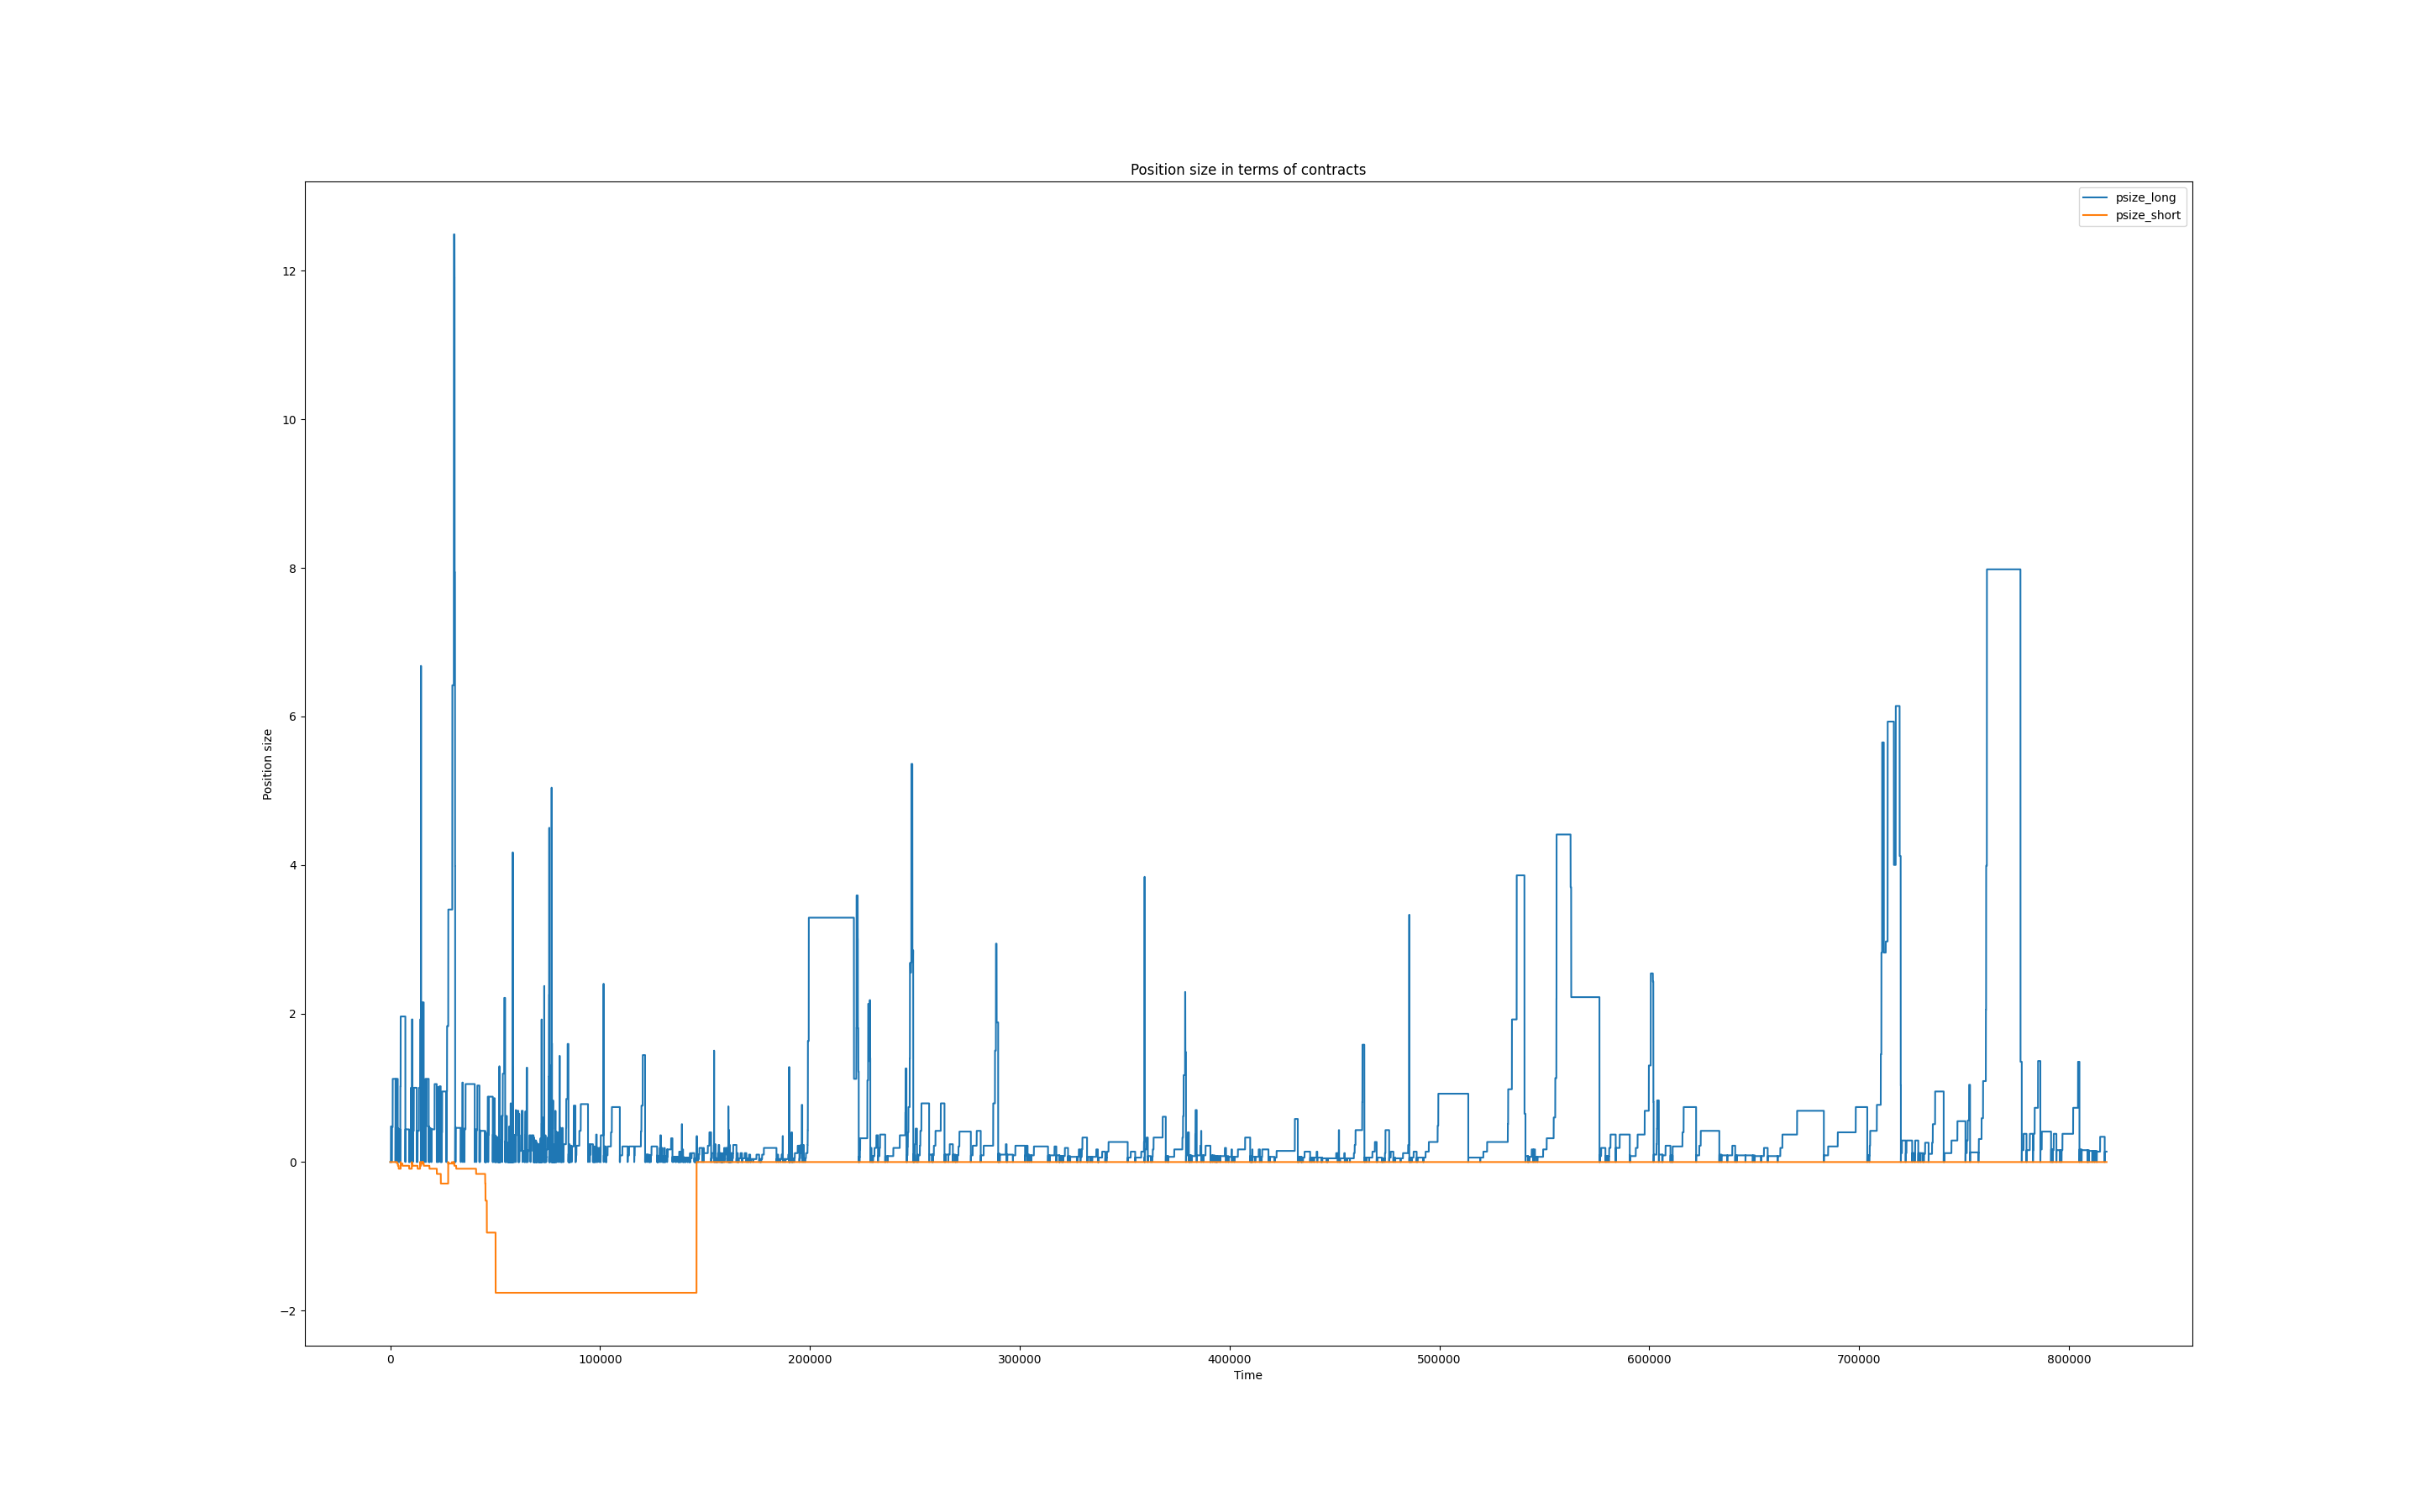 Position size in terms of contracts
psize_long
psize_short
12
10
8
6
4
2
0
−2
Position size
0 100000 200000 300000 400000 500000 600000 700000 800000
Time